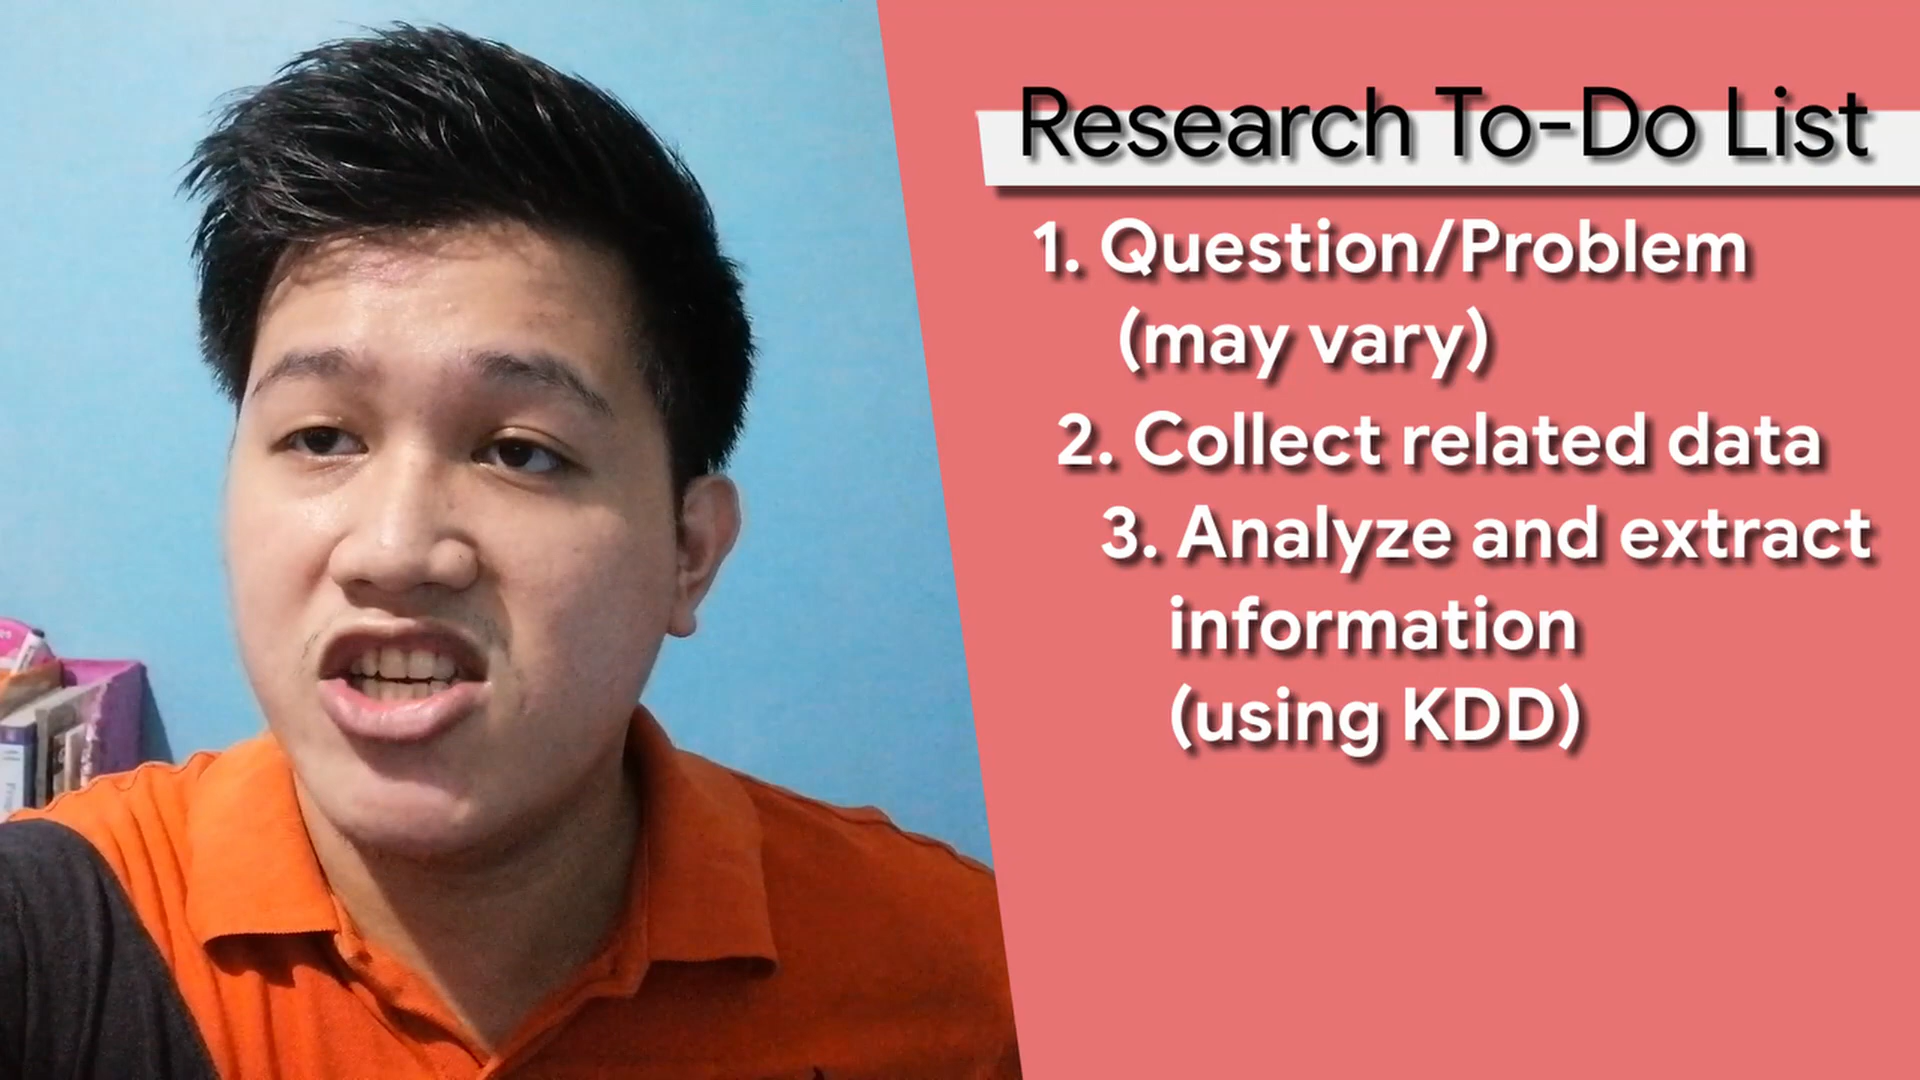 Research To-Do List
1. Question/Problem
(may vary)
2. Collect related data
3. Analyze and extract
information
(using KDD)